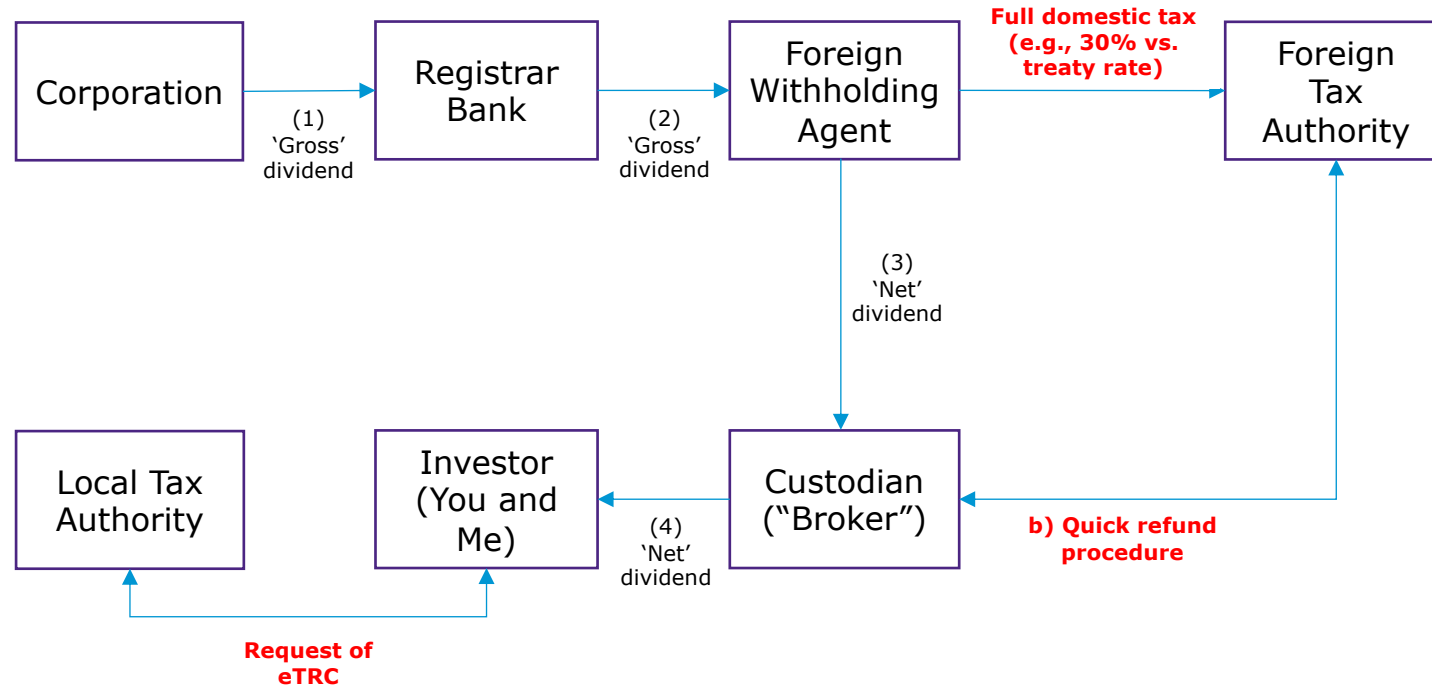 Corporation
(1)
‘Gross’
dividend
Registrar
Bank
(2)
‘Gross’
dividend
Foreign
Withholding
Agent
Full domestic tax
(e.g., 30% vs.
treaty rate)
Foreign
Tax
Authority
(3)
‘Net’
dividend
Local Tax
Authority
Investor
(You and
Me)
(4)
‘Net’
dividend
Custodian
(“Broker”)
b) Quick refund
procedure
Request of
eTRC